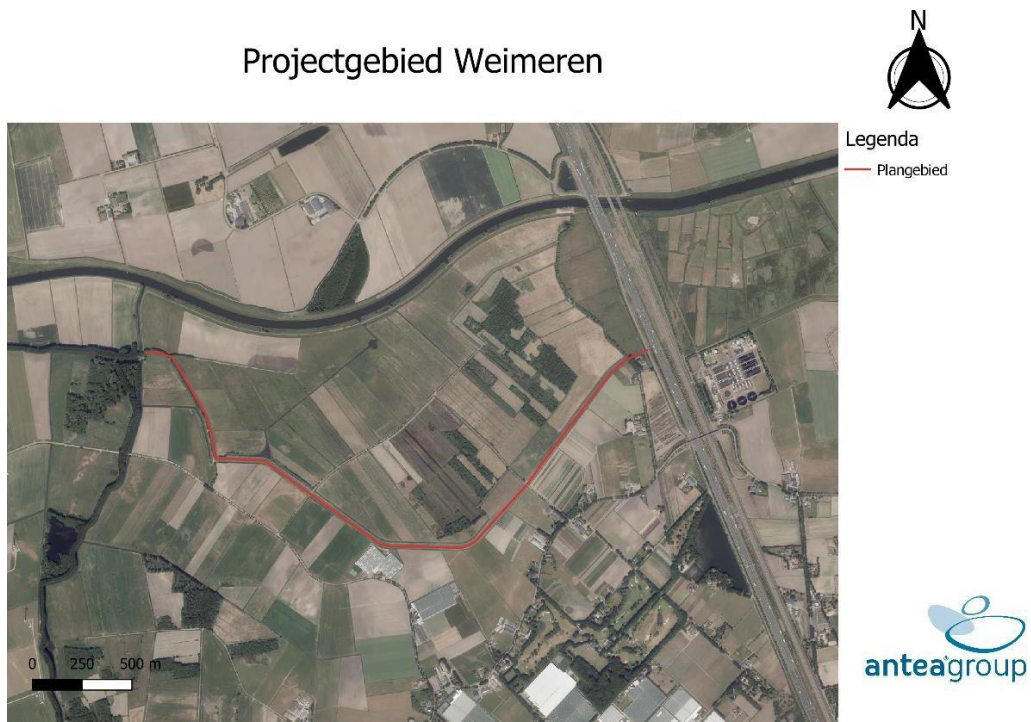 Projectgebied Weimeren
N
Legenda
Plangebied
0 250 500 m
anteagroup